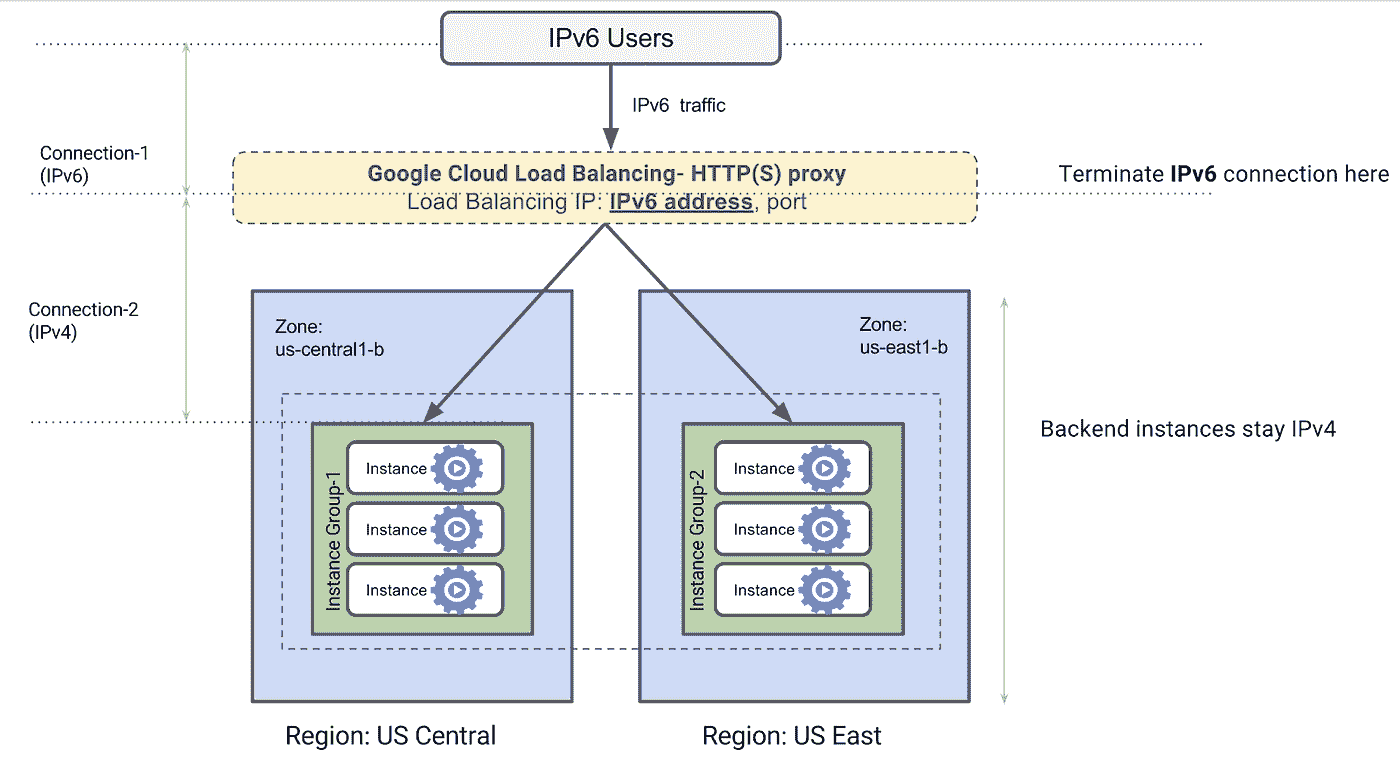 IPv6 Users
IPv6 traffic
Connection-1
(IPv6)
Google Cloud Load Balancing- HTTP(S) proxy
Load Balancing IP: IPv6 address, port
Terminate IPv6 connection here
Connection-2
(IPv4)
Zone:
us-central1-b
Zone:
us-east1-b
Instance Group-1
Instance
Instance
Instance
Instance Group-2
Instance
Instance
Instance
Backend instances stay IPv4
Region: US Central
Region: US East